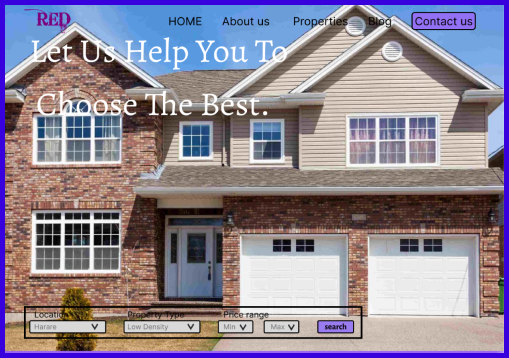 RED
HOME About us Properties Blog Contact us
Let Us Help You To
Choose The Best.
Location Property Type Price range
Harare Low Density Min Max search